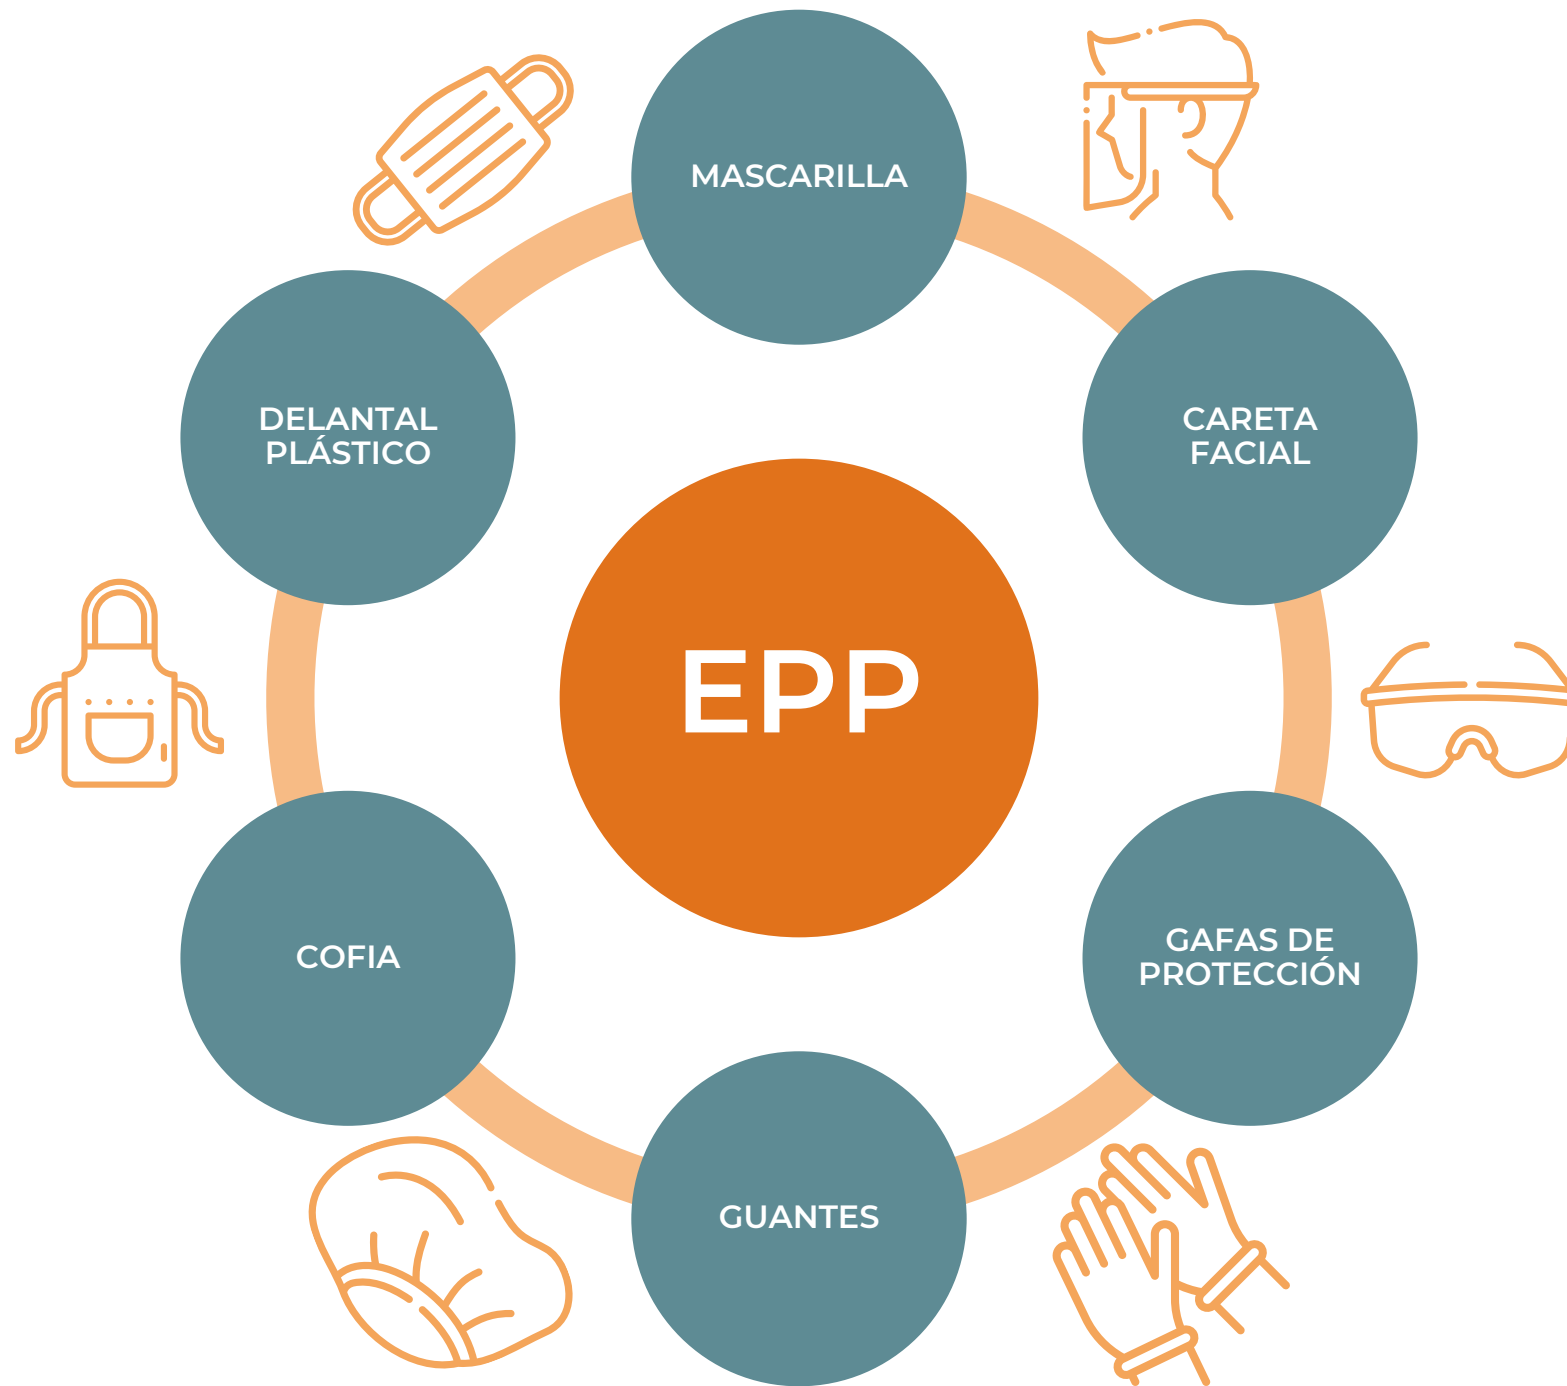 MASCARILLA
CARETA
FACIAL
DELANTAL
PLÁSTICO
EPP
GAFAS DE
PROTECCIÓN
COFIA
GUANTES